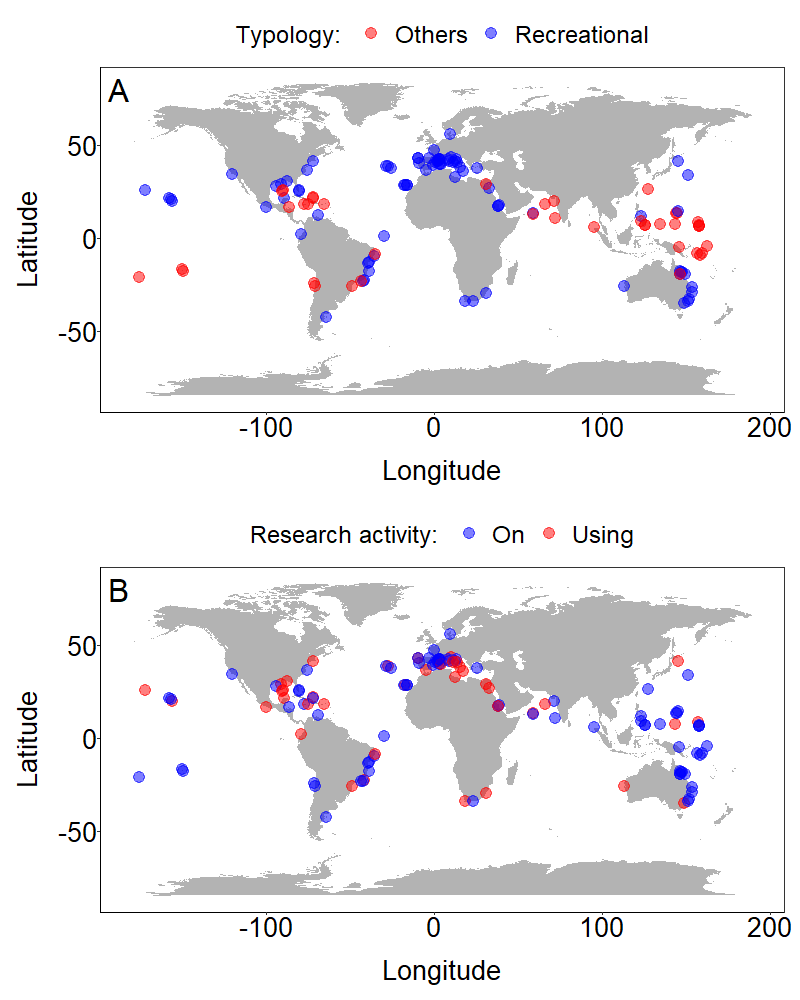 Typology: Others Recreational
A
50
0
-50
-100 0 100 200
Latitude
Longitude
Research activity: On Using
B
50
0
-50
-100 0 100 200
Latitude
Longitude